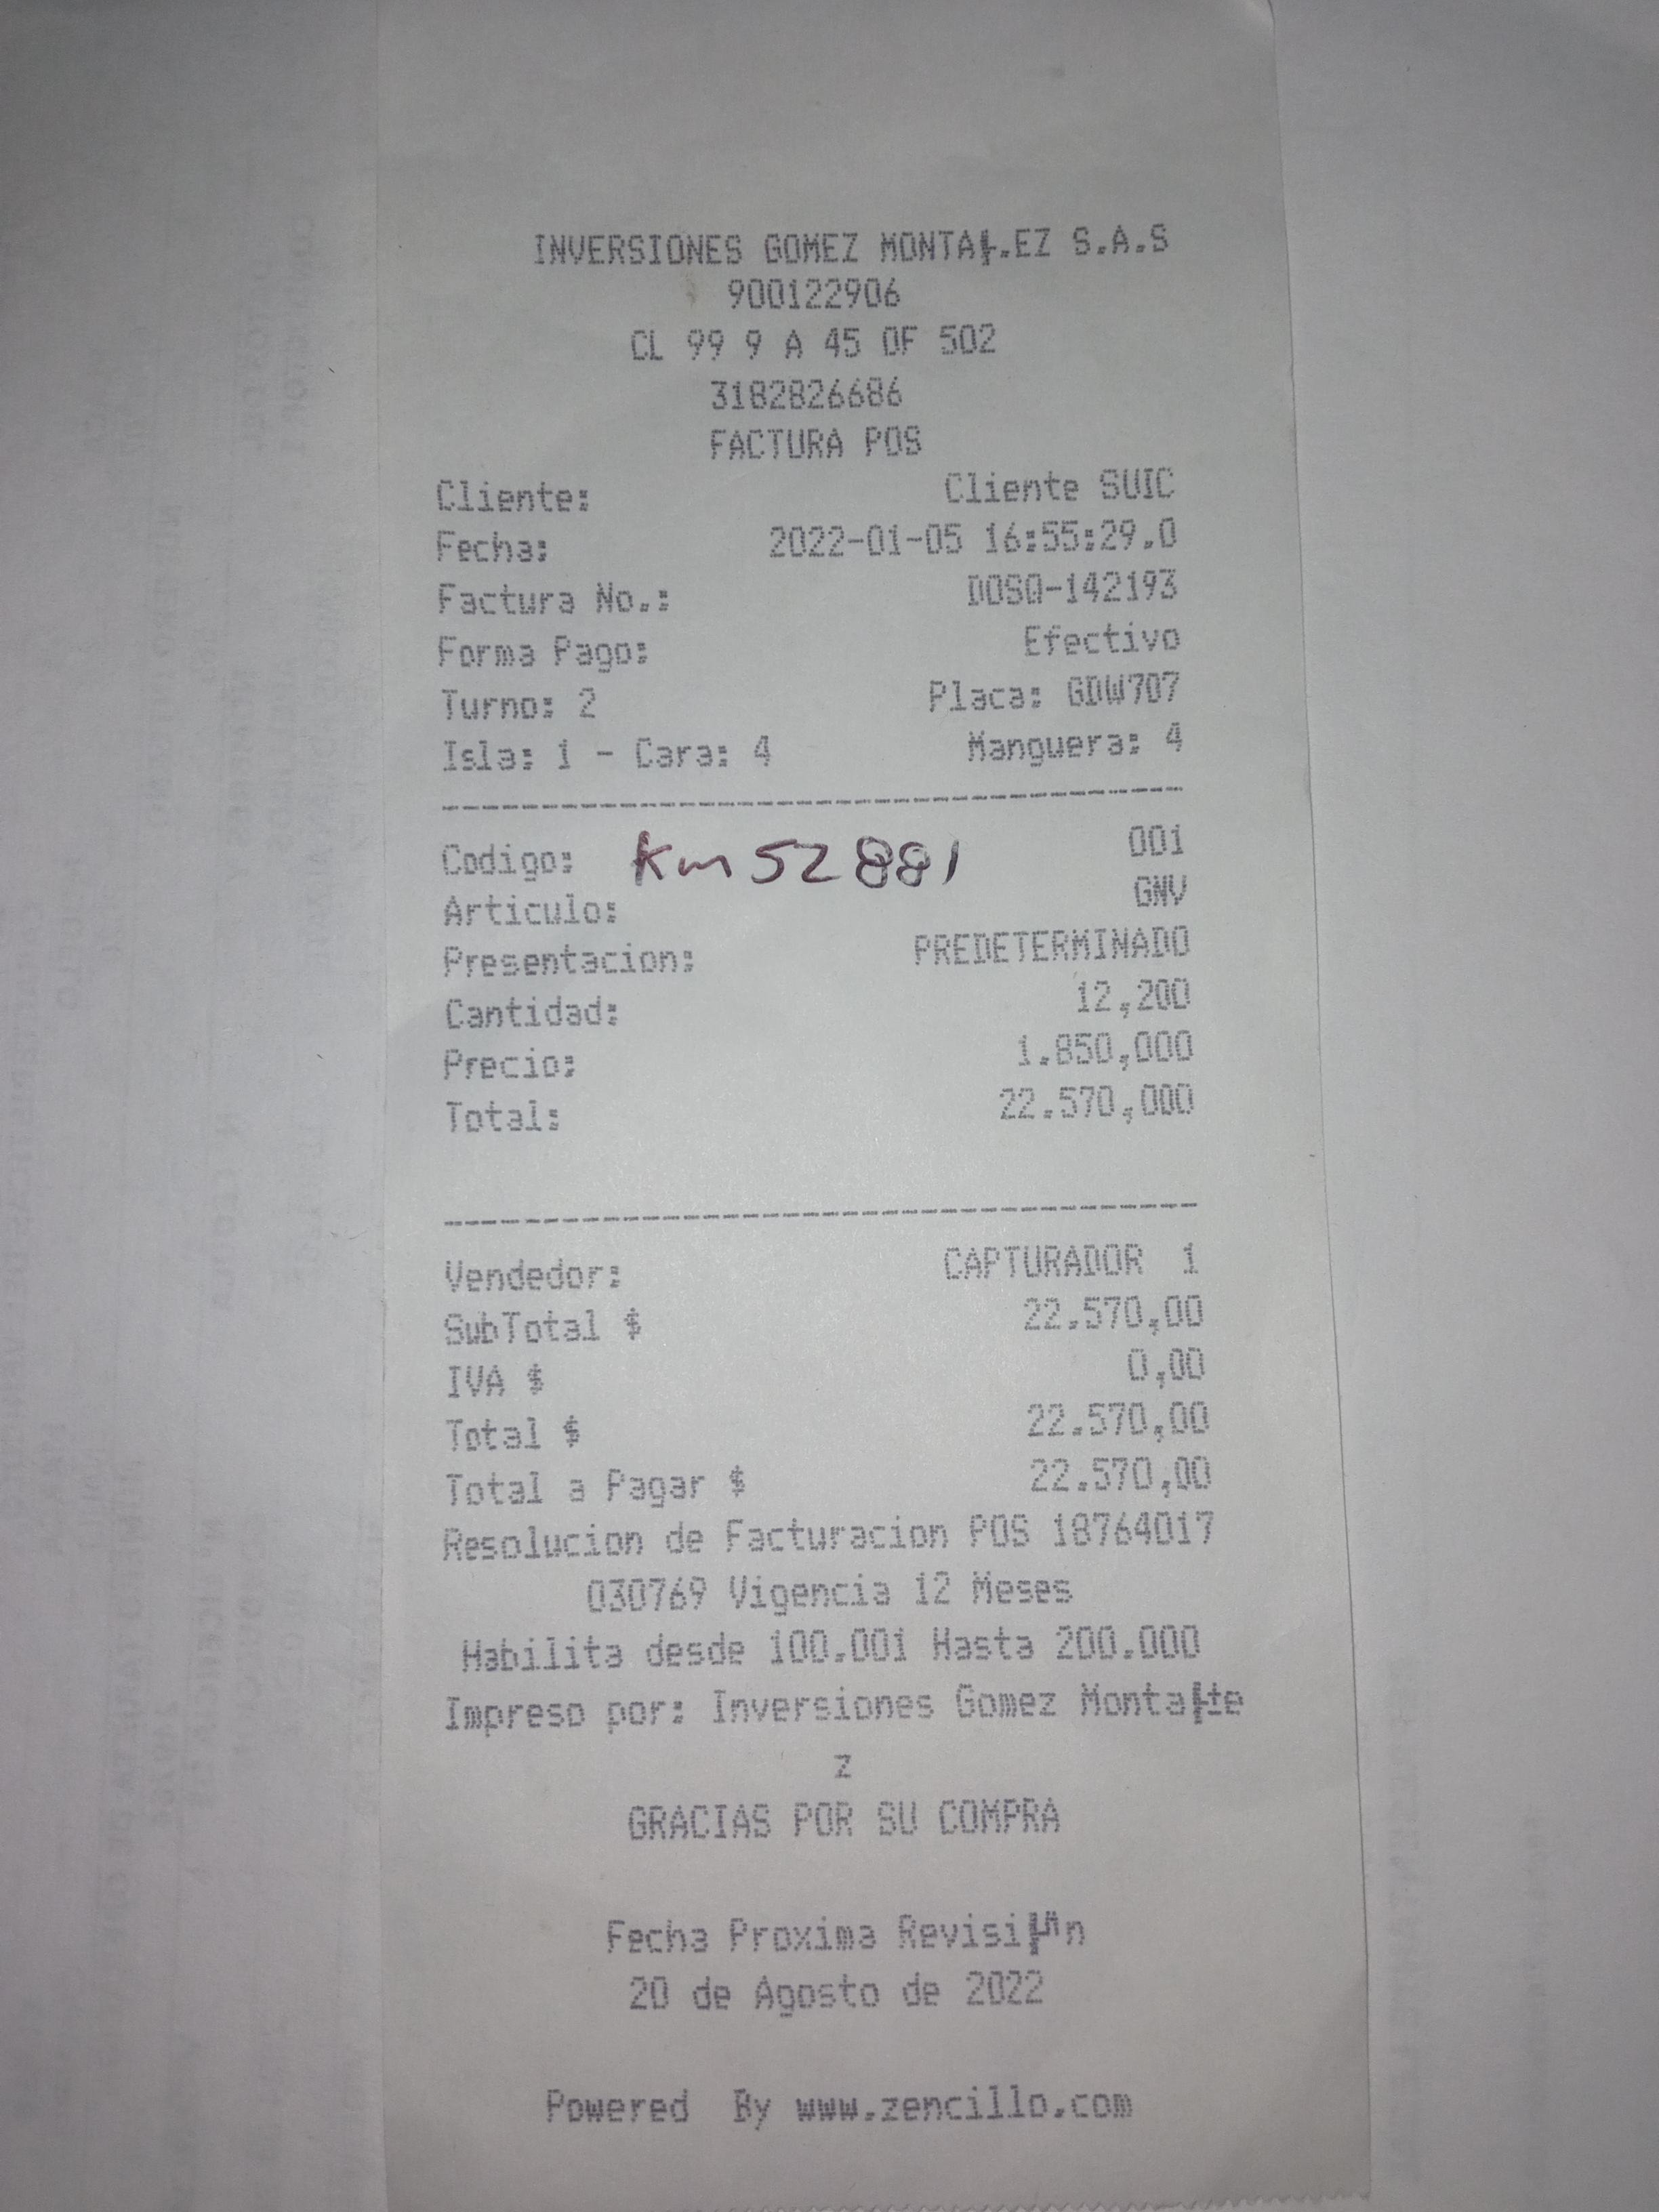 INVERSIONES GOMEZ MONTAŁ.EZ S.A.S
900122906
CL 99 9 A 45 OF 502
3182826686
FACTURA POS
Cliente: Cliente SUIC
Fecha: 2022-01-05 16:55:29.0
Factura No.: DOSQ-142193
Forma Pago: Efectivo
Turno: 2 Placa: GDW707
Isla: 1 - Cara: 4 Manguera: 4
Codigo: Km 52881 001
Articulo: GNV
Presentacion: PREDETERMINADO
Cantidad: 12,200
Precio: 1.850,000
Total: 22.570,000
Vendedor: CAPTURADOR 1
SubTotal $ 22.570,00
IVA $ 0,00
Total $ 22.570,00
Total a Pagar $ 22.570,00
Resolucion de Facturacion POS 18764017
030769 Vigencia 12 Meses
Habilita desde 100.001 Hasta 200.000
Impreso por: Inversiones Gomez Monta├±e
z
GRACIAS POR SU COMPRA
Fecha Proxima Revisi├ⁿn
20 de Agosto de 2022
Powered By www.zencillo.com